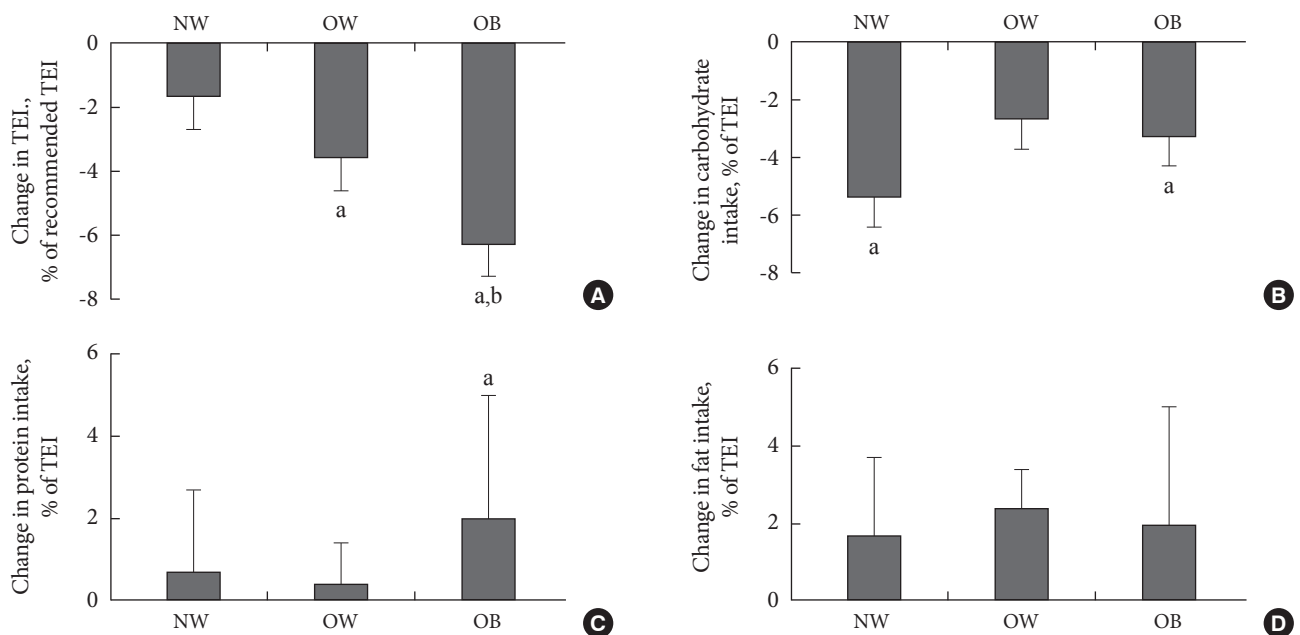 NW OW OB
0
-2
-4
-6
-8
Change in TEI.,
% of recommended TEI
a
a,b
A
NW OW OB
0
-2
-4
-6
-8
Change in carbohydrate
intake, % of TEI
a
a
B
6
4
2
0
Change in protein intake,
% of TEI
a
NW OW OB
C
6
4
2
0
Change in fat intake,
% of TEI
NW OW OB
D